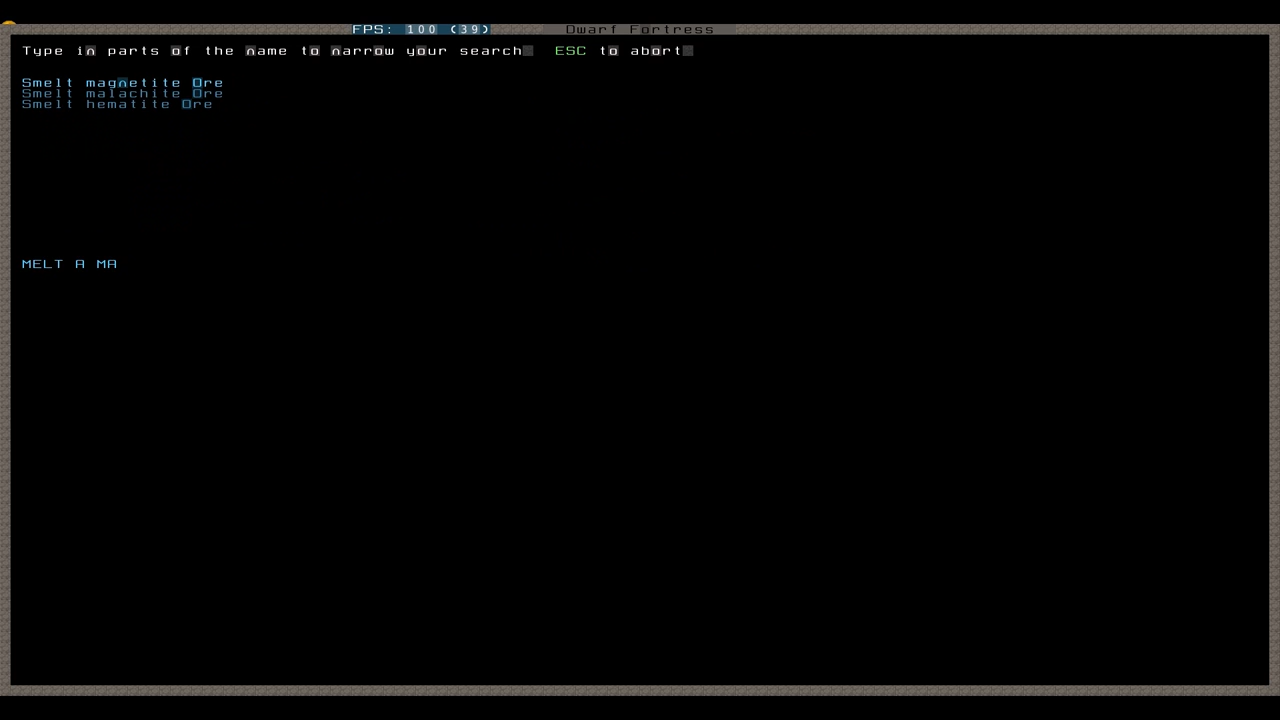 FPS: 100 (39) Dwarf Fortress
Type in parts of the name to narrow your search. ESC to abort.
Smelt magnetite Ore
Smelt malachite Ore
Smelt hematite Ore
MELT A MA